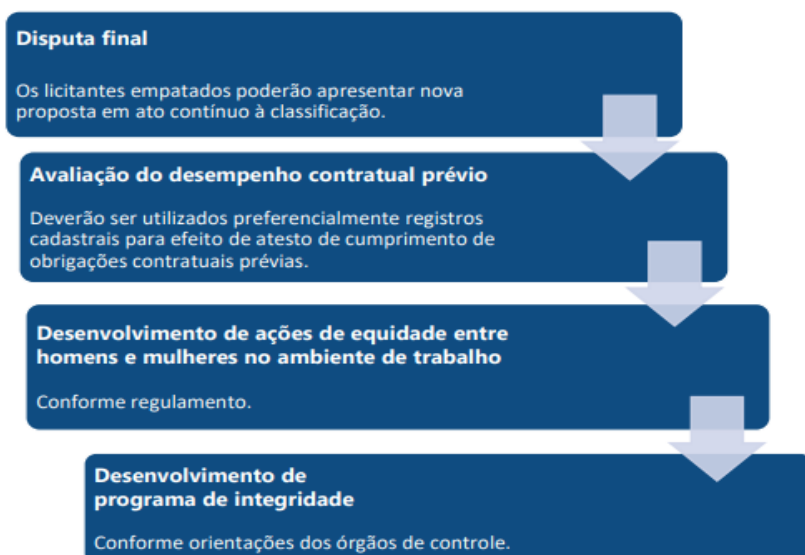 Disputa final
Os licitantes empatados poderão apresentar nova
proposta em ato contínuo à classificação.
Avaliação do desempenho contratual prévio
Deverão ser utilizados preferencialmente registros
cadastrais para efeito de atesto de cumprimento de
obrigações contratuais prévias.
Desenvolvimento de ações de equidade entre
homens e mulheres no ambiente de trabalho
Conforme regulamento.
Desenvolvimento de
programa de integridade
Conforme orientações dos órgãos de controle.